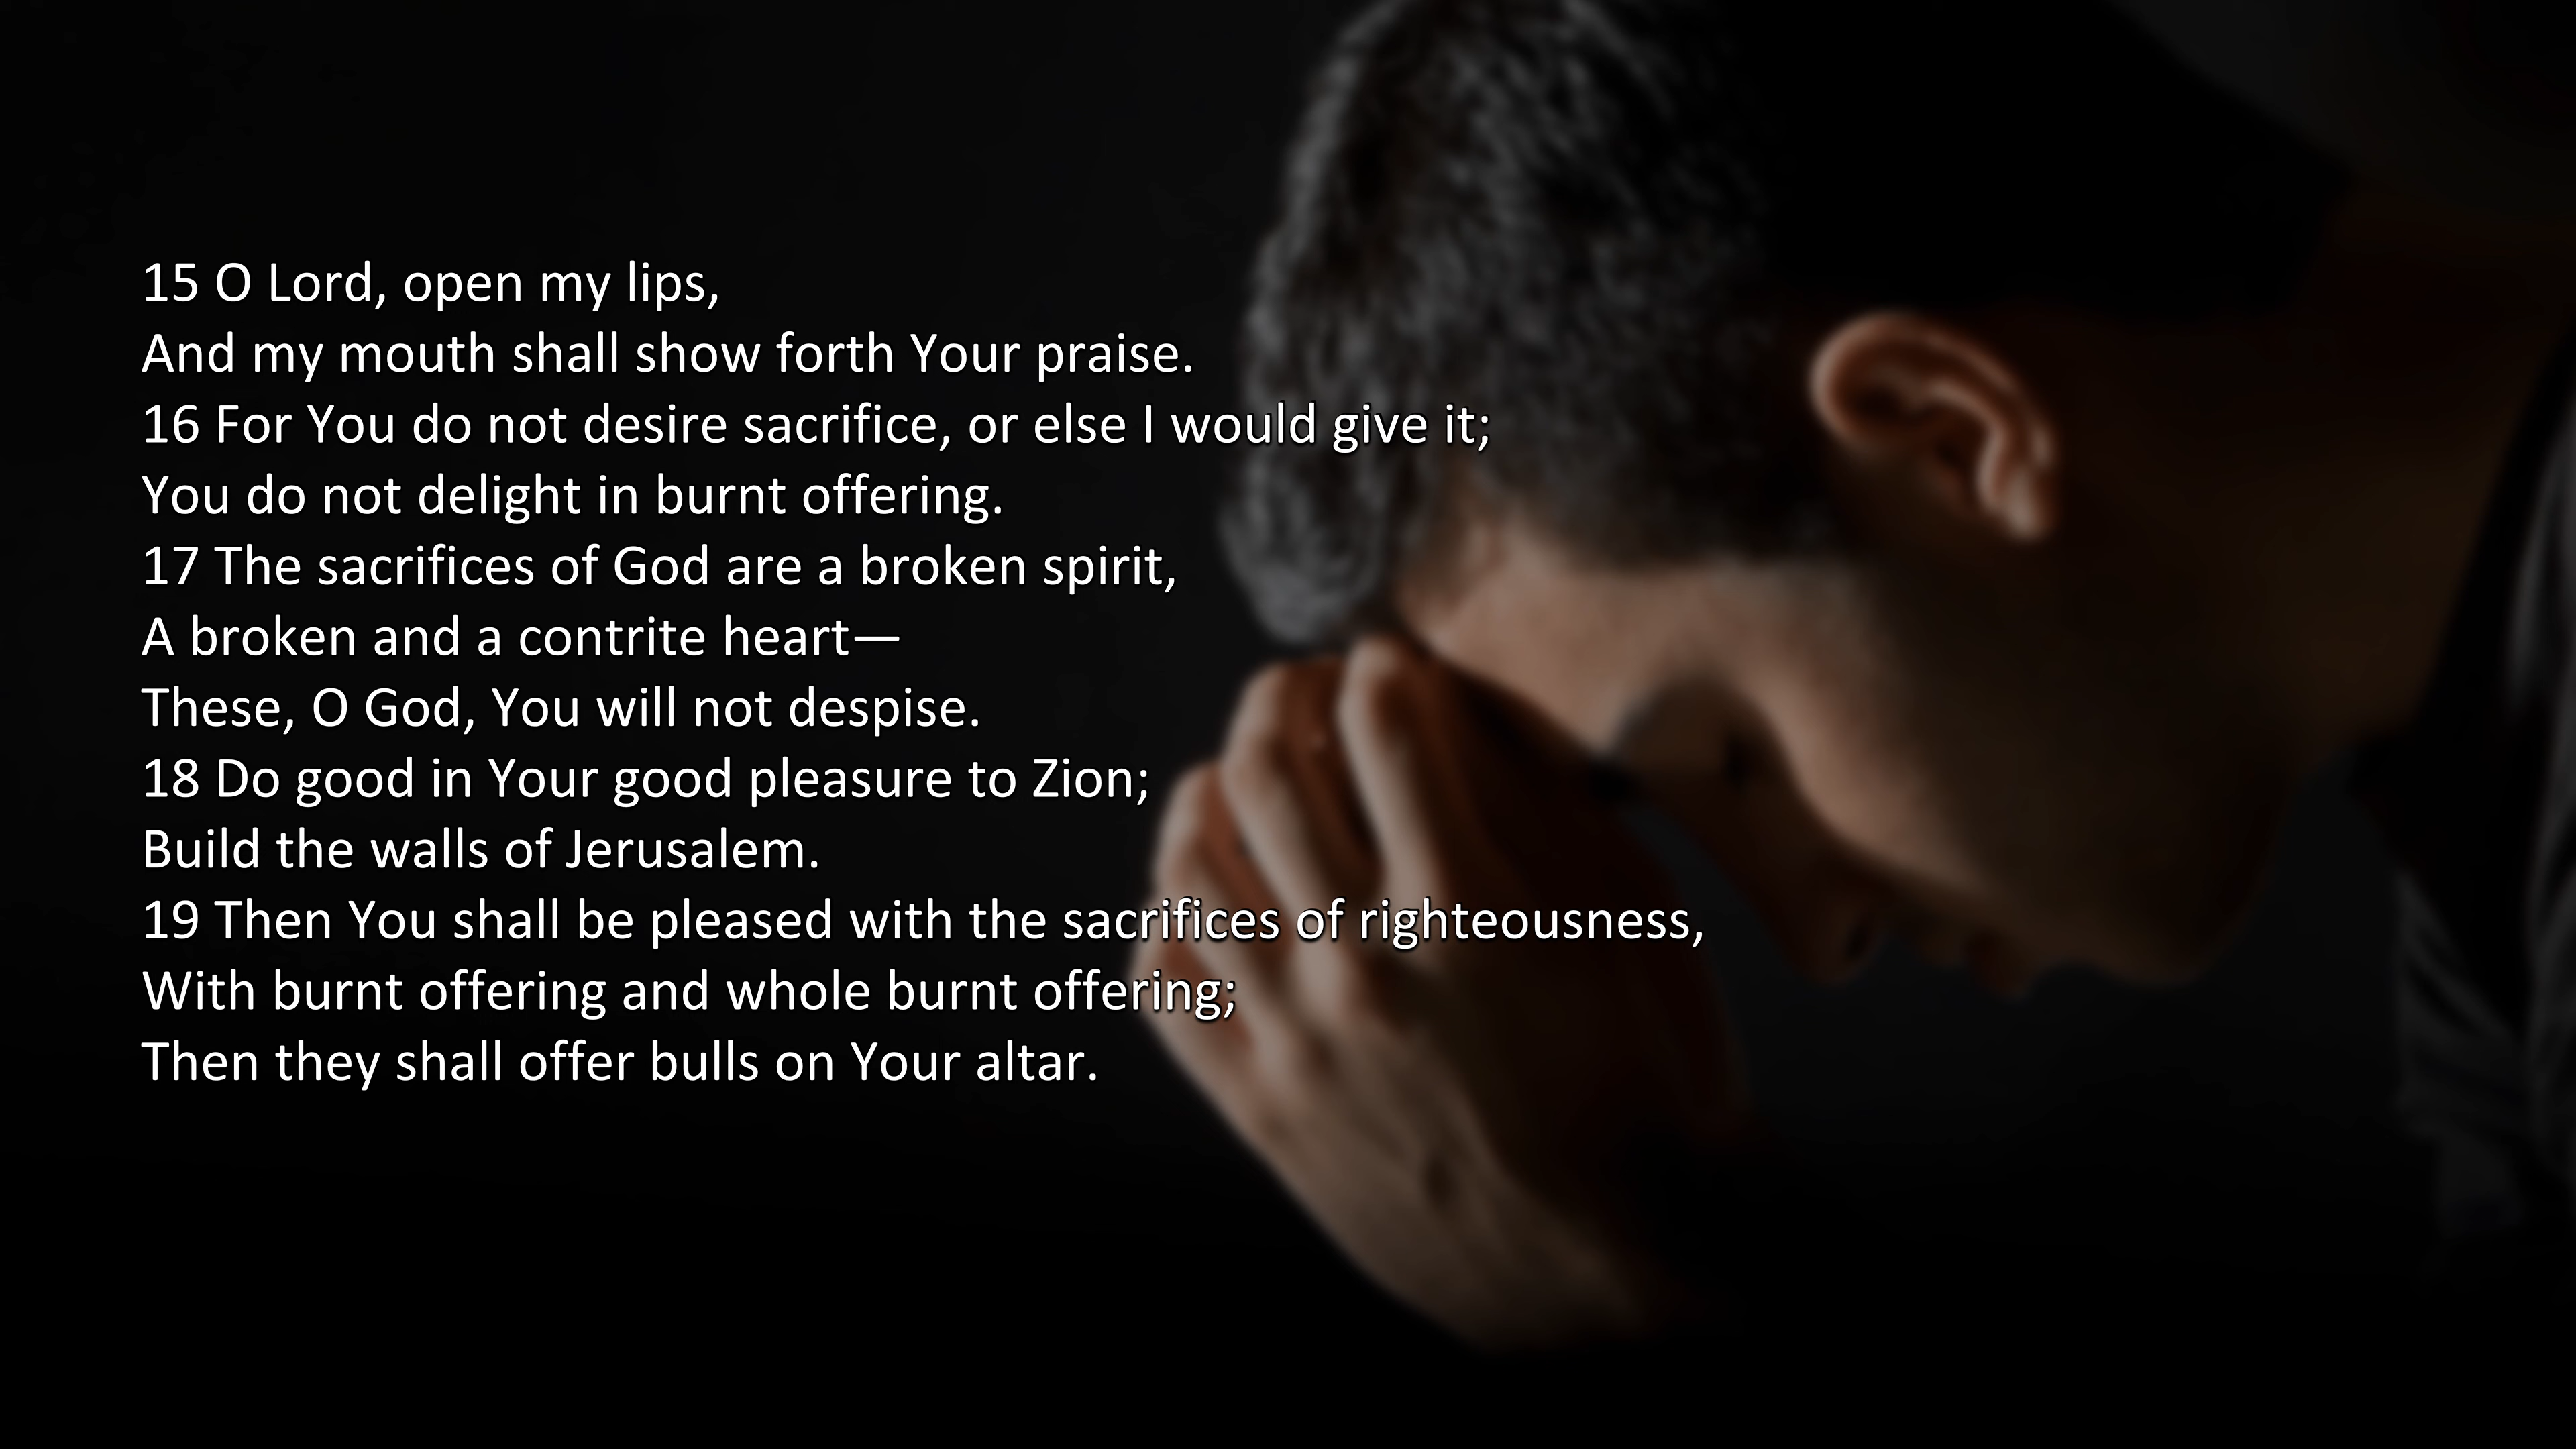 15 O Lord, open my lips,
And my mouth shall show forth Your praise.
16 For You do not desire sacrifice, or else I would give it;
You do not delight in burnt offering.
17 The sacrifices of God are a broken spirit,
A broken and a contrite heart—
These, O God, You will not despise.
18 Do good in Your good pleasure to Zion;
Build the walls of Jerusalem.
19 Then You shall be pleased with the sacrifices of righteousness,
With burnt offering and whole burnt offering;
Then they shall offer bulls on Your altar.